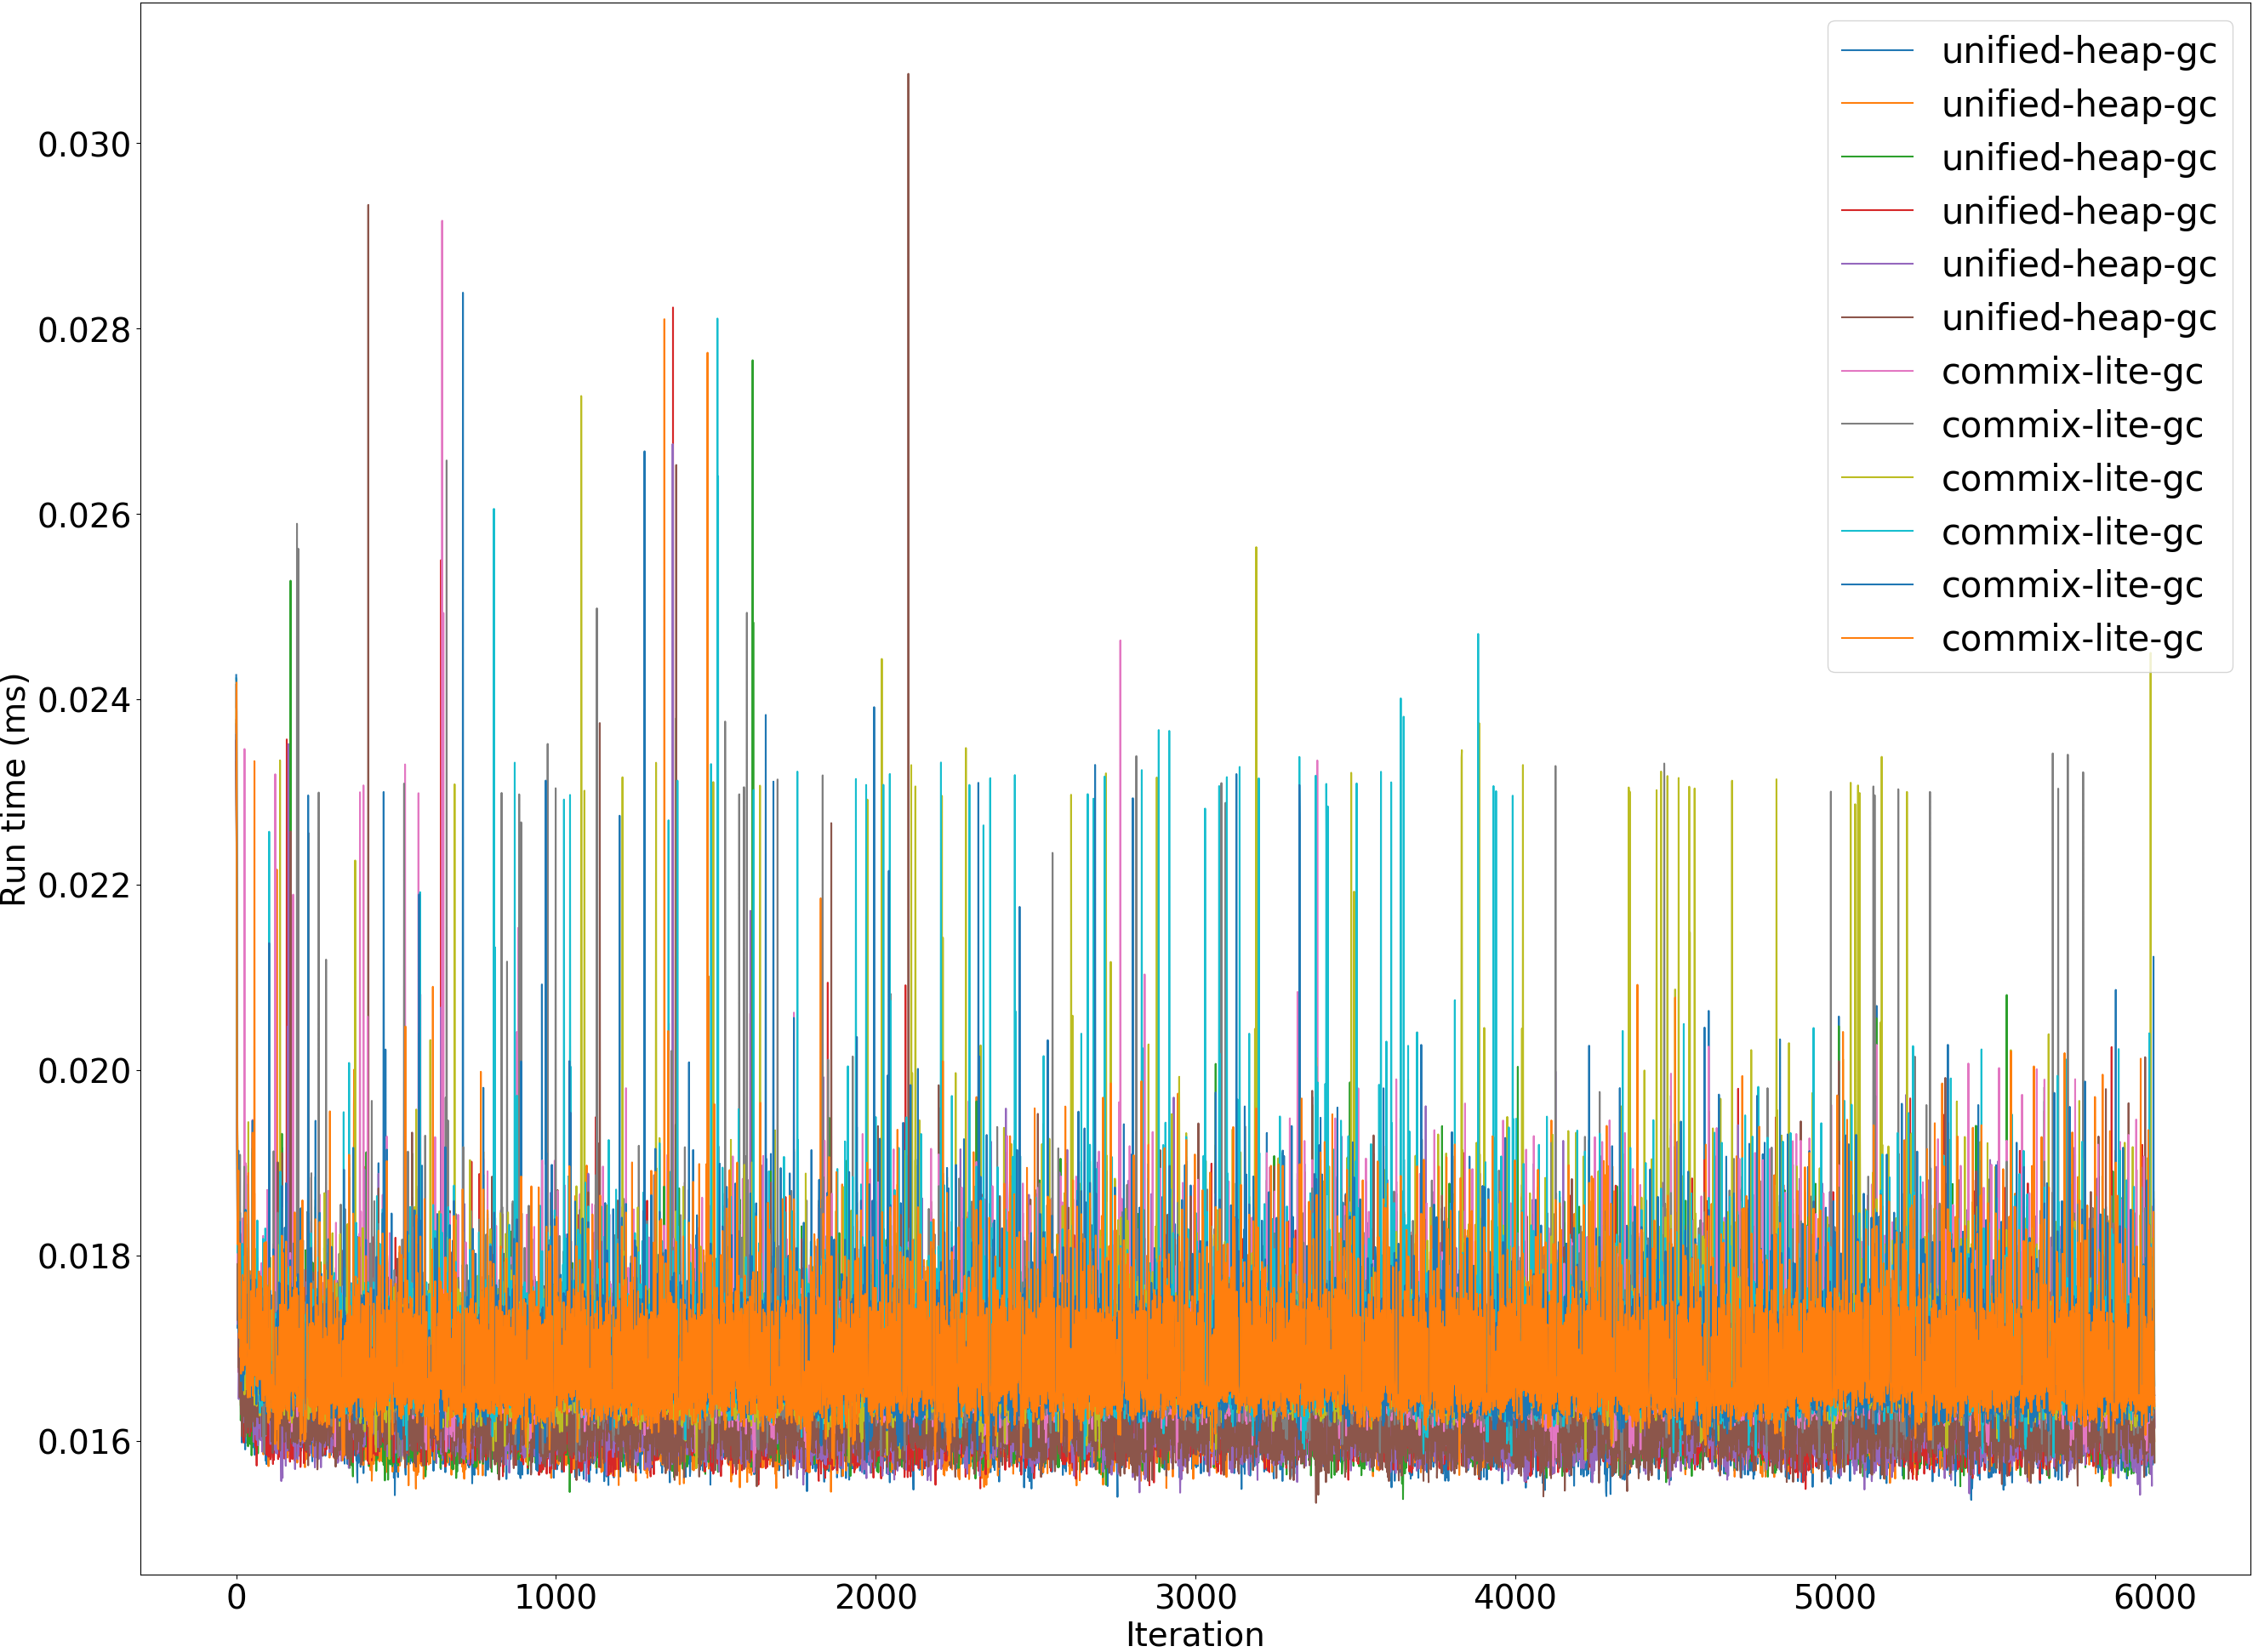 unified-heap-gc
unified-heap-gc
unified-heap-gc
unified-heap-gc
unified-heap-gc
unified-heap-gc
commix-lite-gc
commix-lite-gc
commix-lite-gc
commix-lite-gc
commix-lite-gc
commix-lite-gc
0.030
0.028
0.026
0.024
0.022
0.020
0.018
0.016
Run time (ms)
0 1000 2000 3000 4000 5000 6000
Iteration